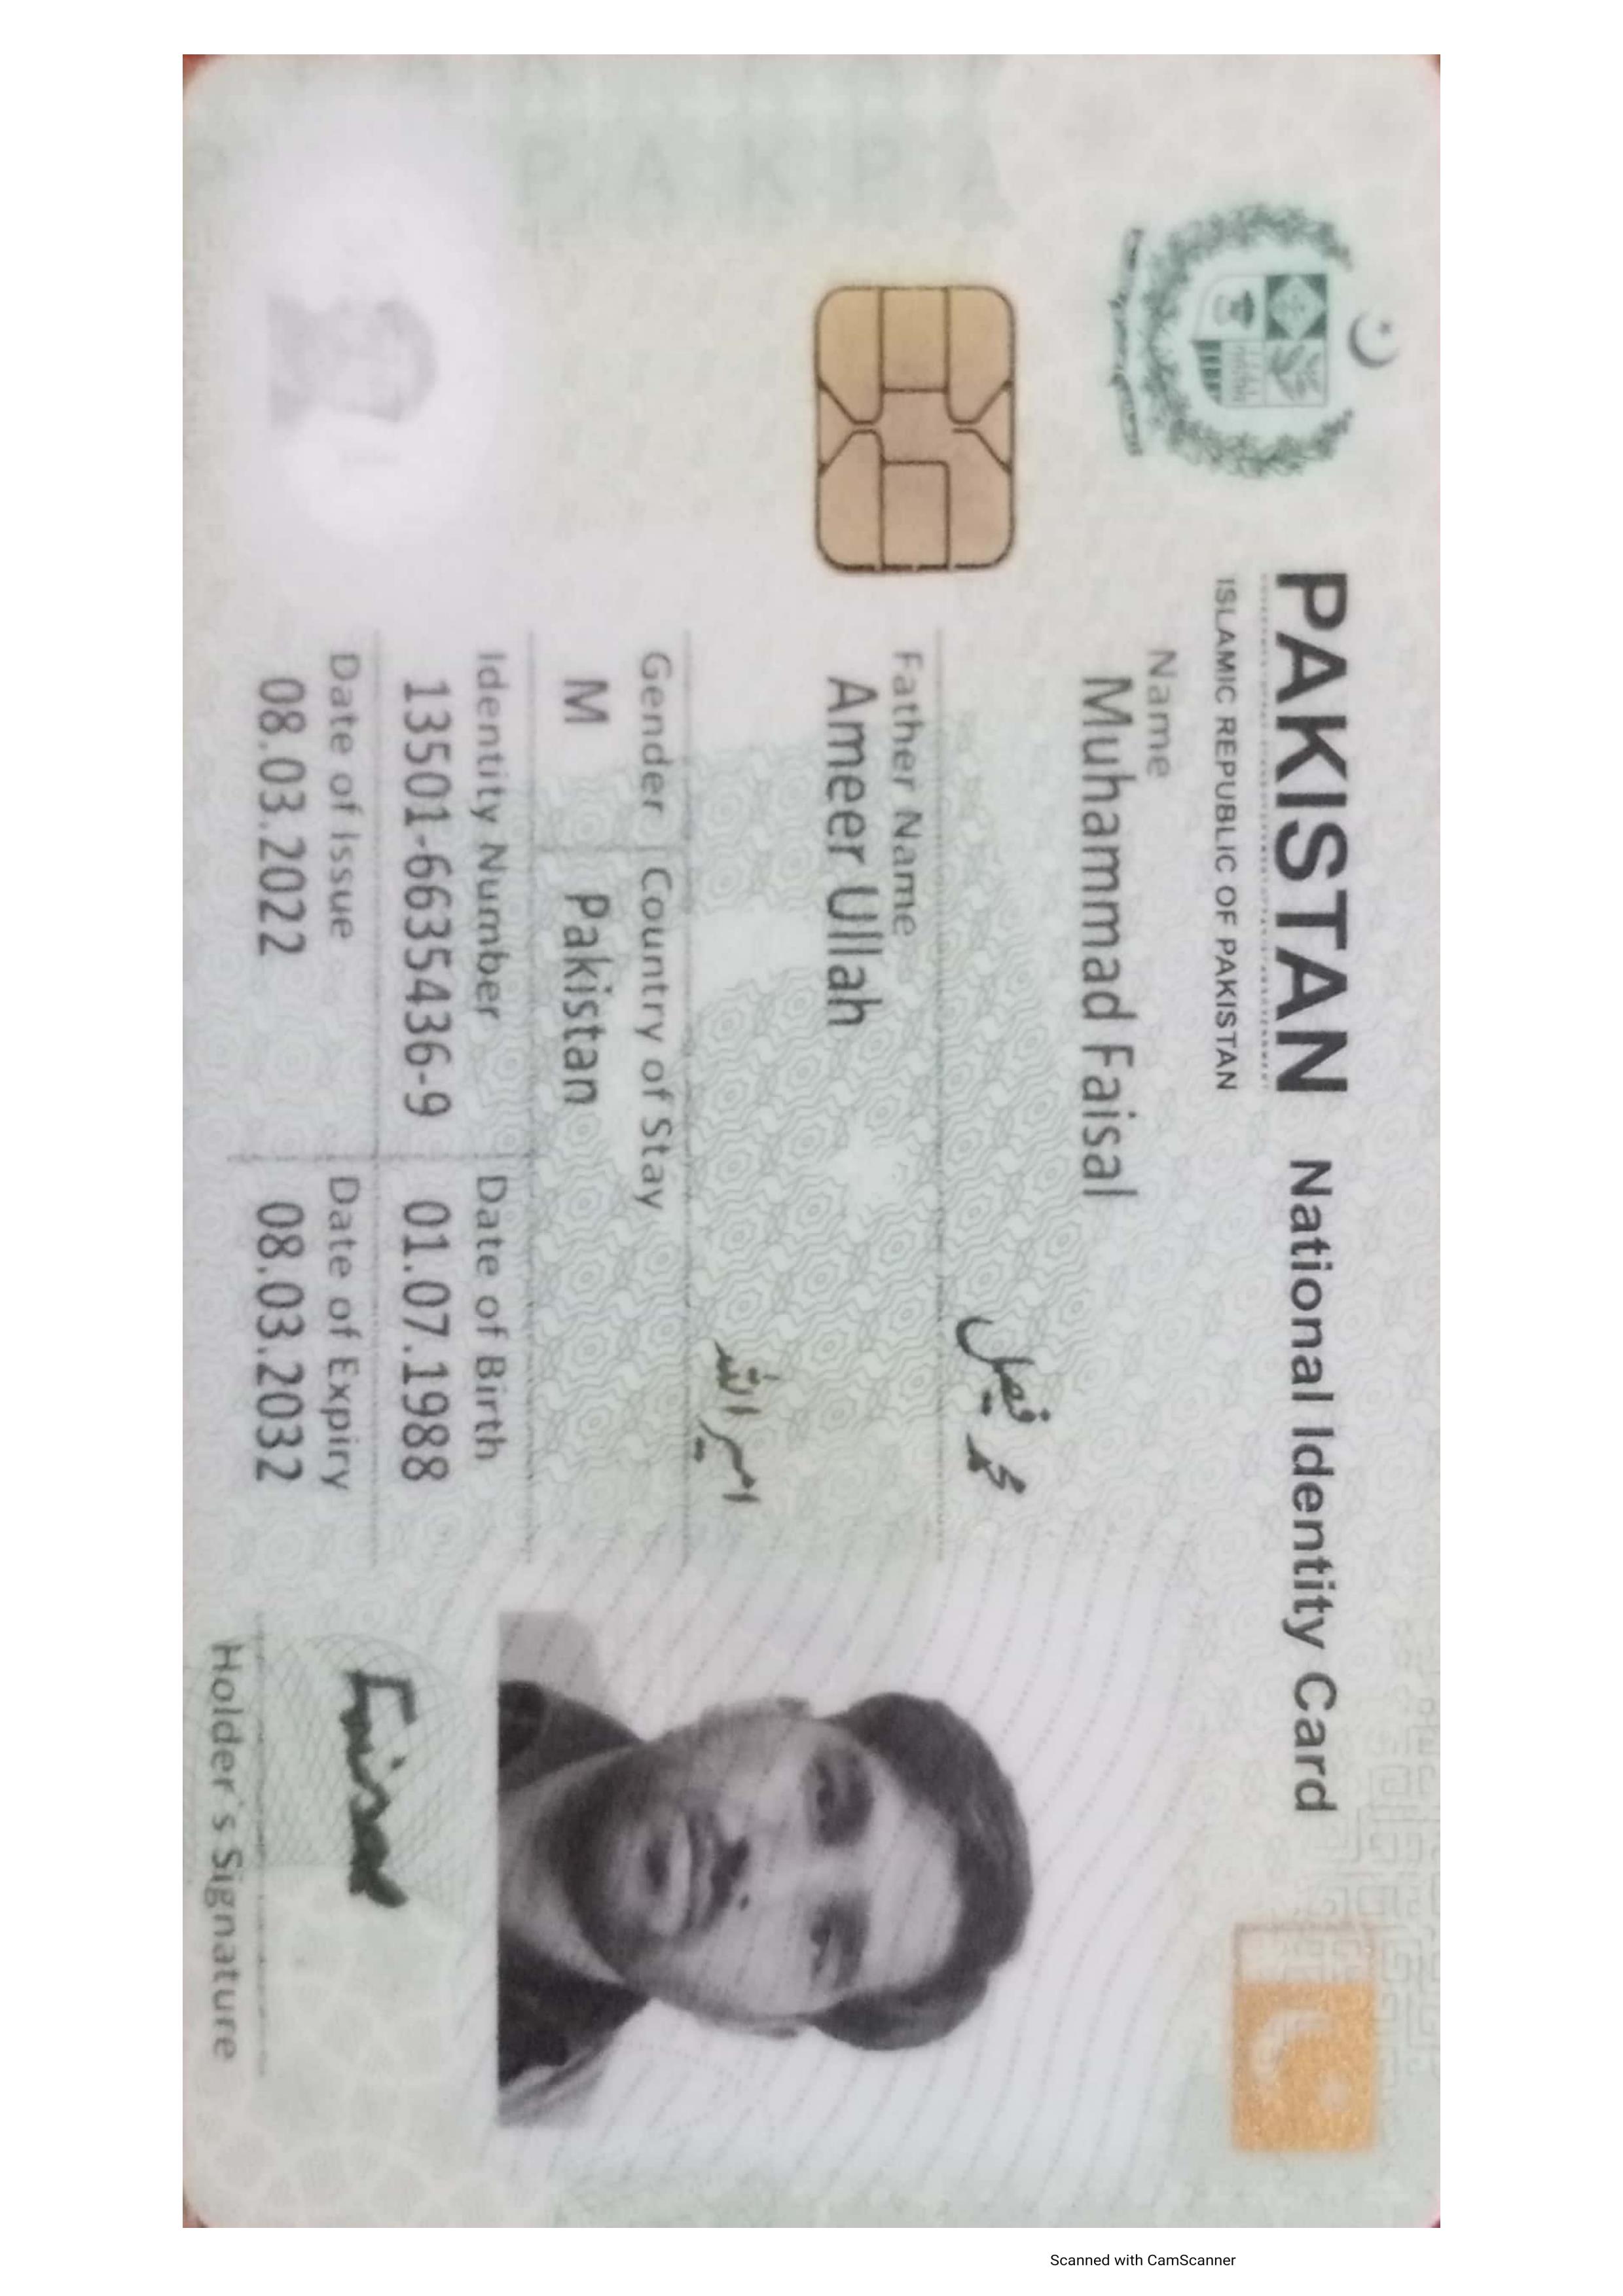 PAKISTAN National Identity Card
ISLAMIC REPUBLIC OF PAKISTAN
Name
Muhammad Faisal
محمد فیصل
Father Name
Ameer Ullah
امیر اللہ
Gender Country of Stay
M Pakistan
Identity Number Date of Birth
13501-6635436-9 01.07.1988
Date of Issue Date of Expiry
08.03.2022 08.03.2032
Faisal
Holder's Signature
PAKPA
Scanned with CamScanner